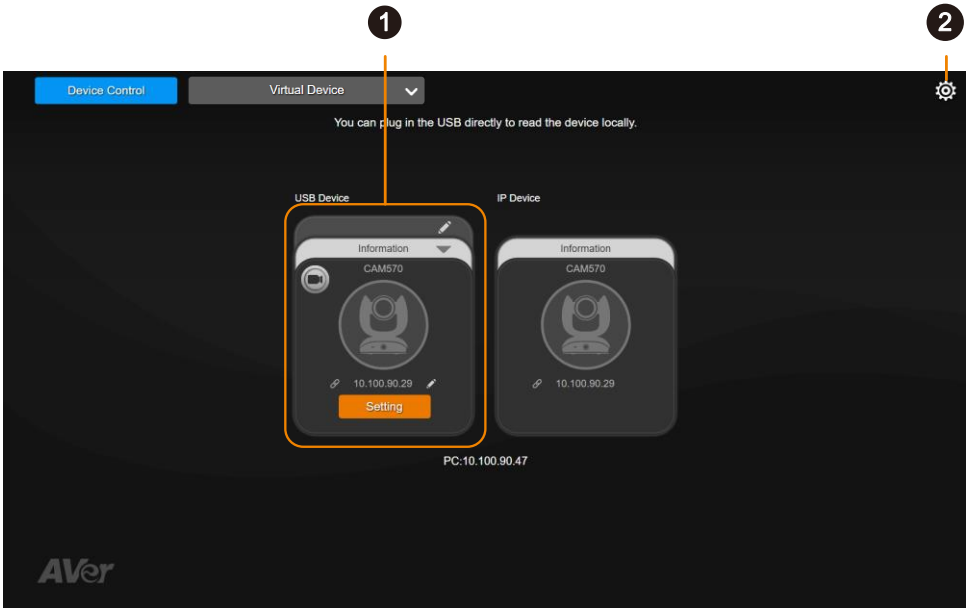 1
2
Device Control
Virtual Device
You can plug in the USB directly to read the device locally.
USB Device
IP Device
Information
CAM570
10.100.90.29
Setting
Information
CAM570
10.100.90.29
PC:10.100.90.47
AVer